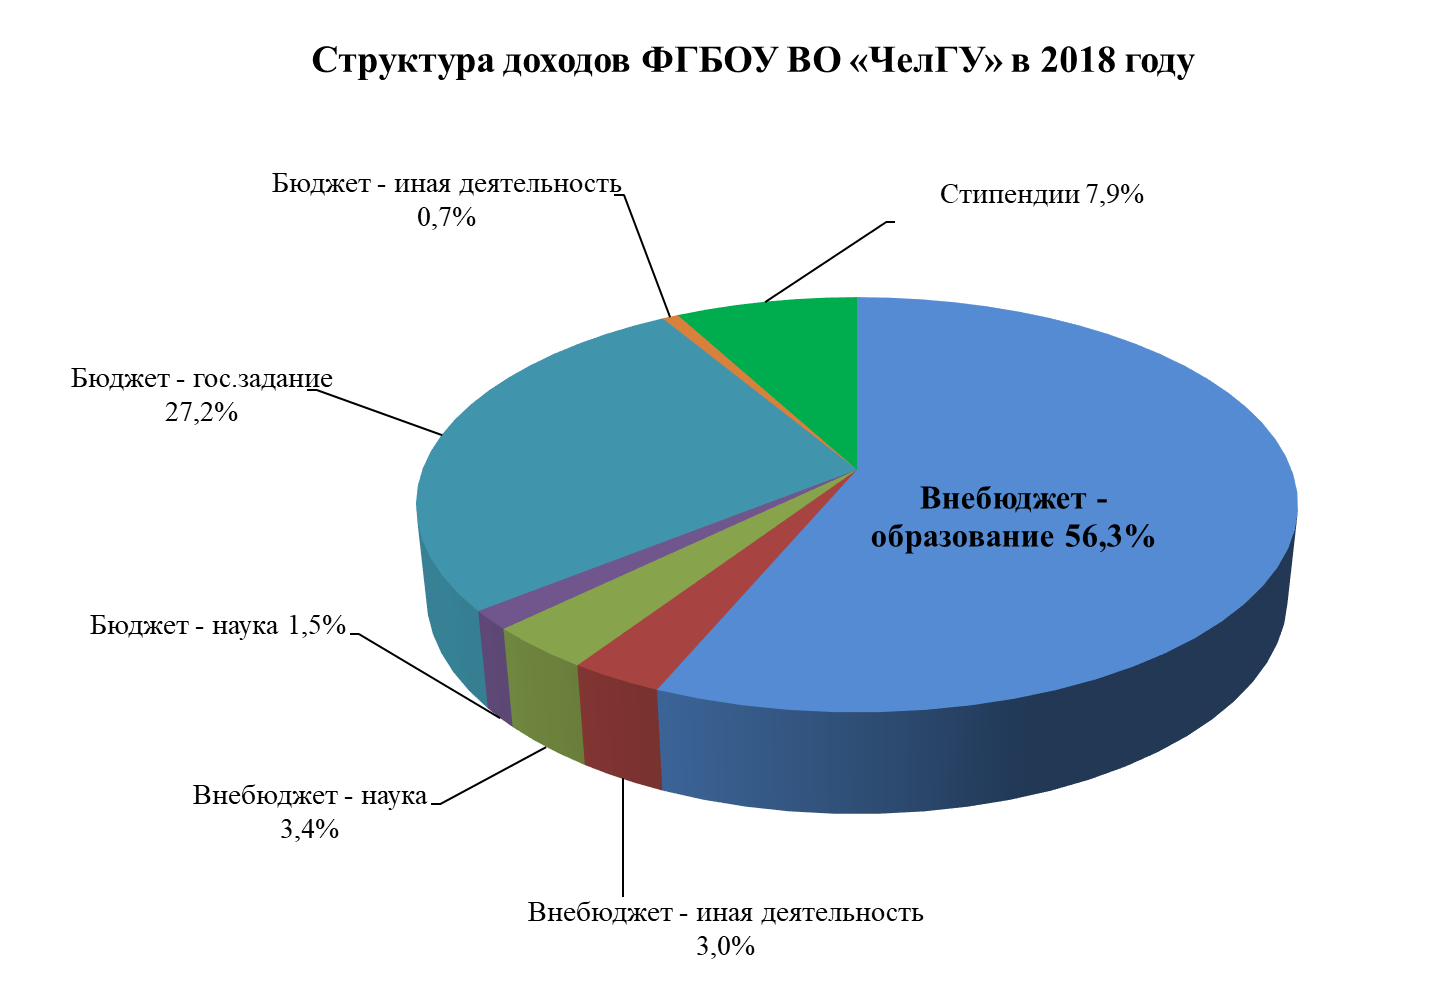 Структура доходов ФГБОУ ВО «ЧелГУ» в 2018 году
Бюджет - иная деятельность
0,7%
Стипендии 7,9%
Бюджет - гос.задание
27,2%
Внебюджет -
образование 56,3%
Бюджет - наука 1,5%
Внебюджет - наука
3,4%
Внебюджет - иная деятельность
3,0%